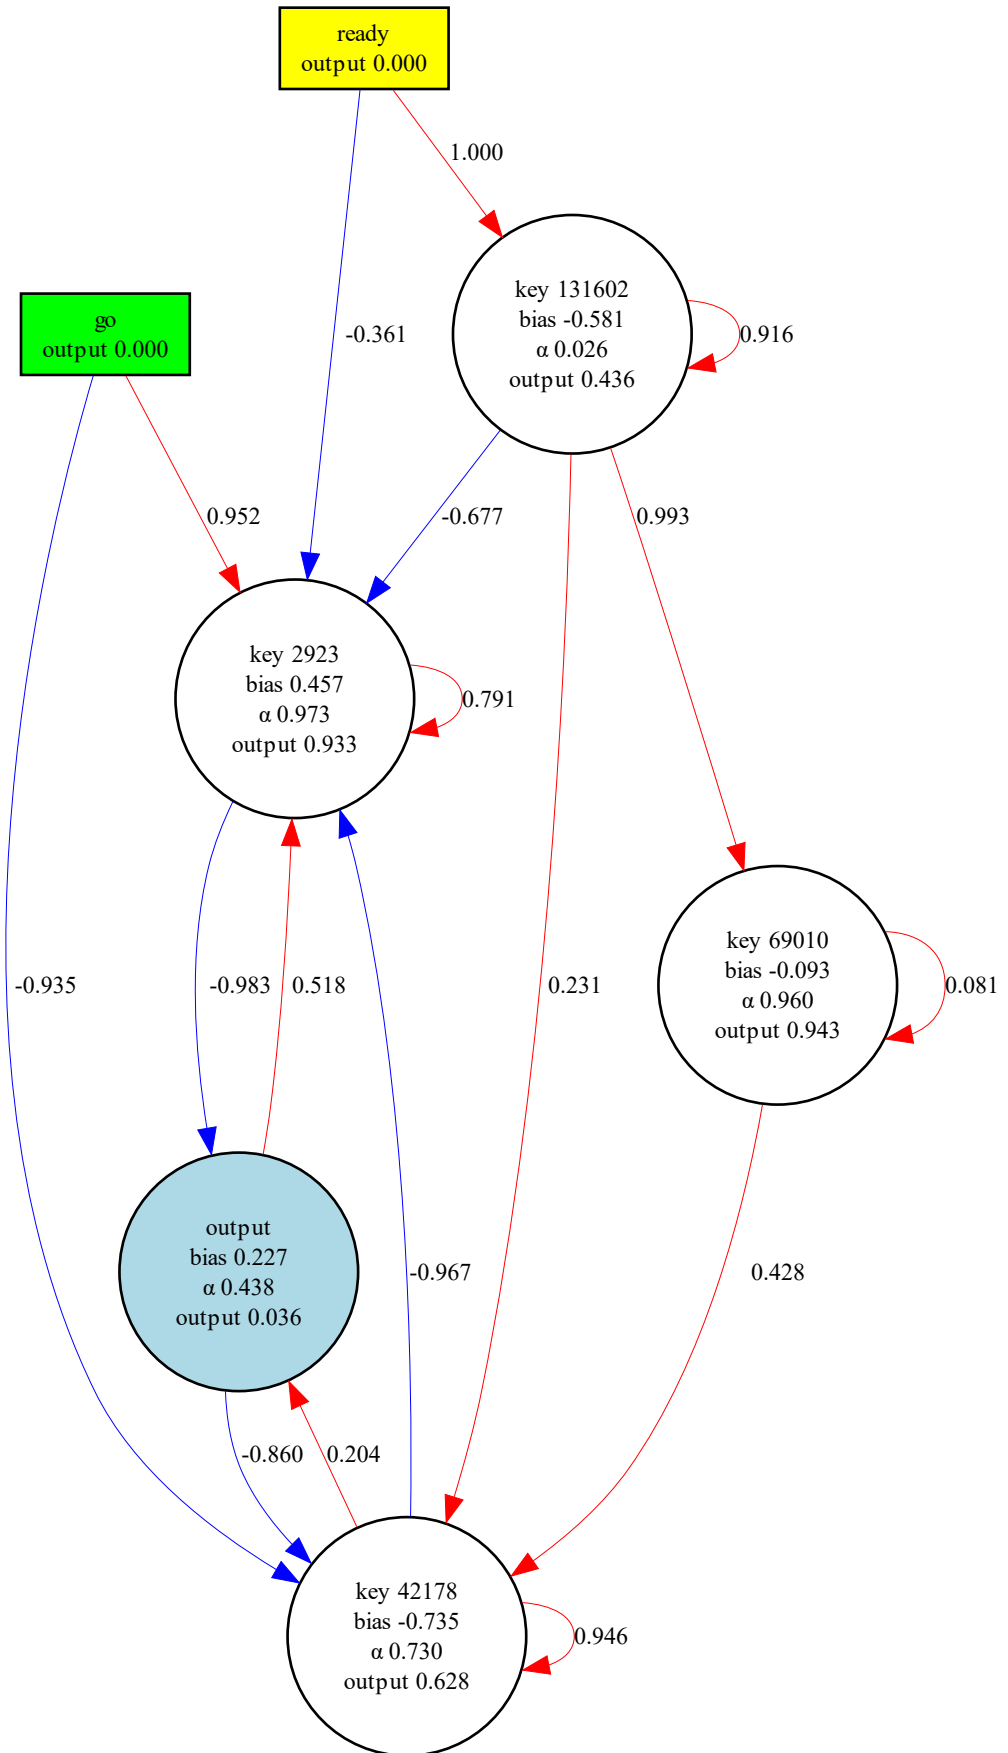 ready
output 0.000
1.000
key 131602
bias -0.581
α 0.026
output 0.436
0.916
-0.361
go
output 0.000
0.952
-0.677
0.993
key 2923
bias 0.457
α 0.973
output 0.933
0.791
key 69010
bias -0.093
α 0.960
output 0.943
0.081
-0.935
-0.983
0.518
0.231
output
bias 0.227
α 0.438
output 0.036
-0.967
0.428
-0.860
0.204
key 42178
bias -0.735
α 0.730
output 0.628
0.946